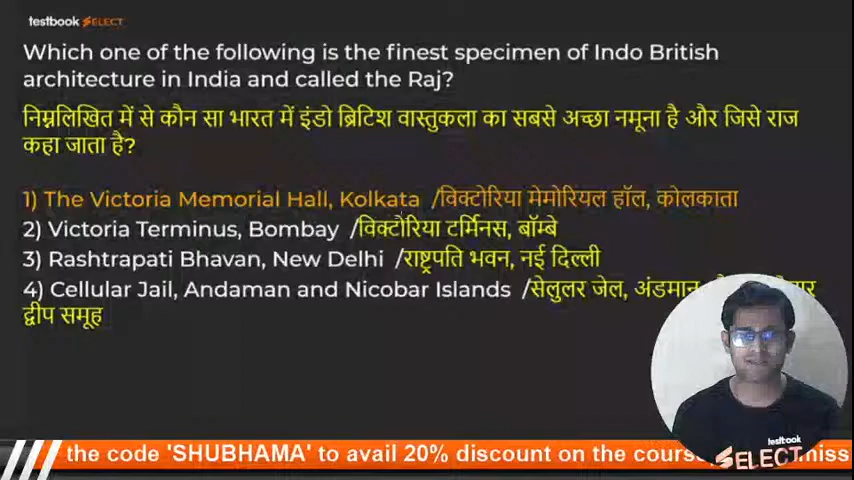 testbook SELECT
Which one of the following is the finest specimen of Indo British
architecture in India and called the Raj?
निम्नलिखित में से कौन सा भारत में इंडो ब्रिटिश वास्तुकला का सबसे अच्छा नमूना है और जिसे राज
कहा जाता है?
1) The Victoria Memorial Hall, Kolkata /विक्टोरिया मेमोरियल हॉल, कोलकाता
2) Victoria Terminus, Bombay /विक्टोरिया टर्मिनस, बॉम्बे
3) Rashtrapati Bhavan, New Delhi /राष्ट्रपति भवन, नई दिल्ली
4) Cellular Jail, Andaman and Nicobar Islands /सेलुलर जेल, अंडमान
द्वीप समूह
testbook
SELECT
the code 'SHUBHAMA' to avail 20% discount on the course miss